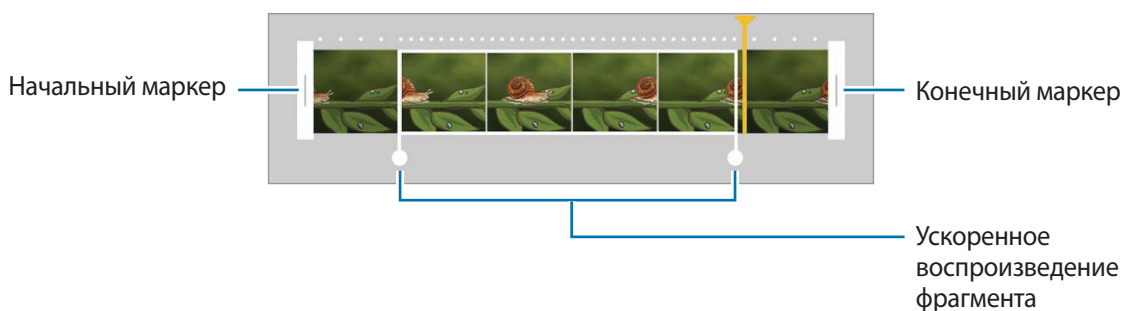 Начальный маркер
Конечный маркер
Ускоренное
воспроизведение
фрагмента